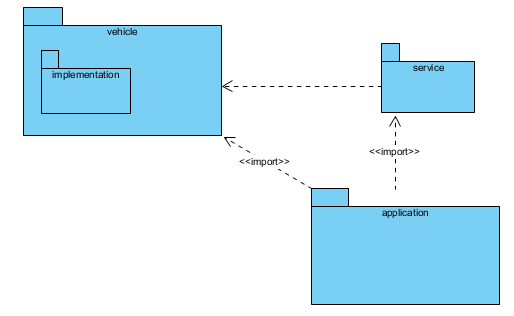 vehicle
implementation
service
<<import>>
<<import>>
application